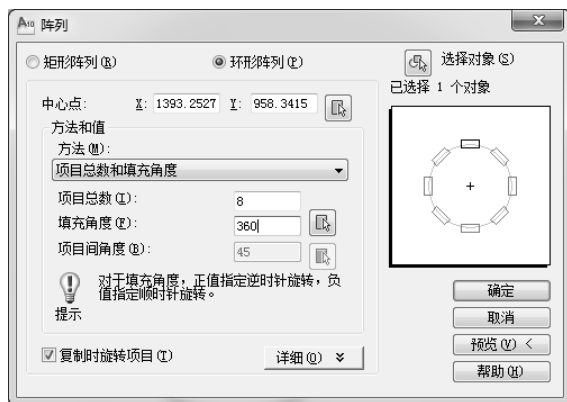 A10 阵列
矩形阵列(R) 环形阵列(P) 选择对象(S)
已选择 1 个对象
中心点: X: 1393.2527 Y: 958.3415
方法和值
方法(M):
项目总数和填充角度
项目总数(I): 8
填充角度(F): 360
项目间角度(B): 45
对于填充角度，正值指定逆时针旋转，负
值指定顺时针旋转。
提示
复制时旋转项目(T) 详细(O)
确定
取消
预览(V) <
帮助(H)